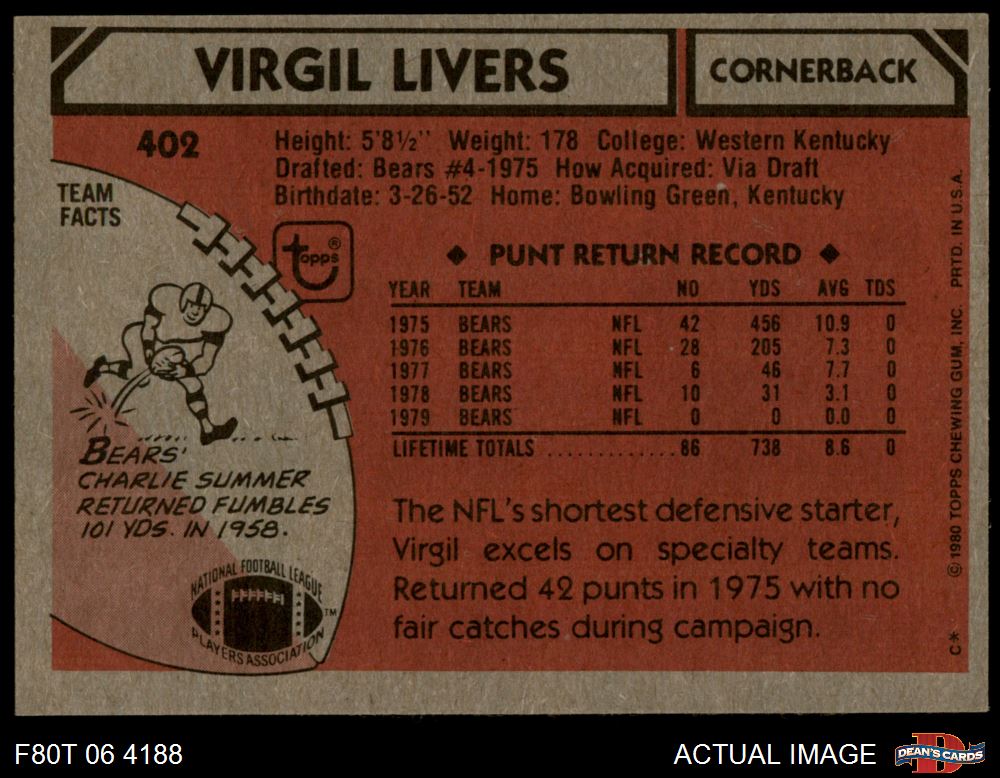 VIRGIL LIVERS
CORNERBACK
402
Height: 5'8½" Weight: 178 College: Western Kentucky
Drafted: Bears #4-1975 How Acquired: Via Draft
Birthdate: 3-26-52 Home: Bowling Green, Kentucky
TEAM
FACTS
topps®
◆ PUNT RETURN RECORD ◆
YEAR TEAM NO YDS AVG TDS
1975 BEARS NFL 42 456 10.9 0
1976 BEARS NFL 28 205 7.3 0
1977 BEARS NFL 6 46 7.7 0
1978 BEARS NFL 10 31 3.1 0
1979 BEARS NFL 0 0 0.0 0
LIFETIME TOTALS ............. 86 738 8.6 0
BEARS'
CHARLIE SUMMER
RETURNED FUMBLES
101 YDS. IN 1958.
The NFL's shortest defensive starter,
Virgil excels on specialty teams.
Returned 42 punts in 1975 with no
fair catches during campaign.
NATIONAL FOOTBALL LEAGUE
PLAYERS ASSOCIATION ™
C* © 1980 TOPPS CHEWING GUM, INC. PRTD. IN U.S.A.
F80T 06 4188
ACTUAL IMAGE
D
DEAN'S CARDS